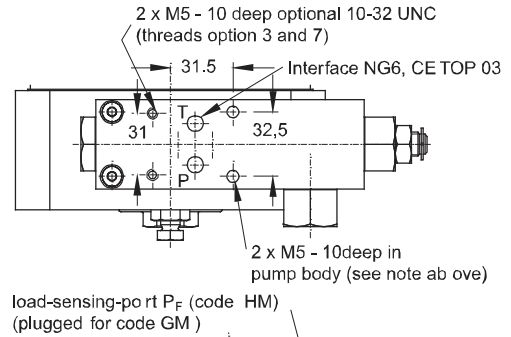 2 x M5 - 10 deep optional 10-32 UNC
(threads option 3 and 7)
31.5
Interface NG6, CETOP 03
T
31
32,5
P
2 x M5 - 10deep in
pump body (see note ab ove)
load-sensing-po rt PF (code HM)
(plugged for code GM )